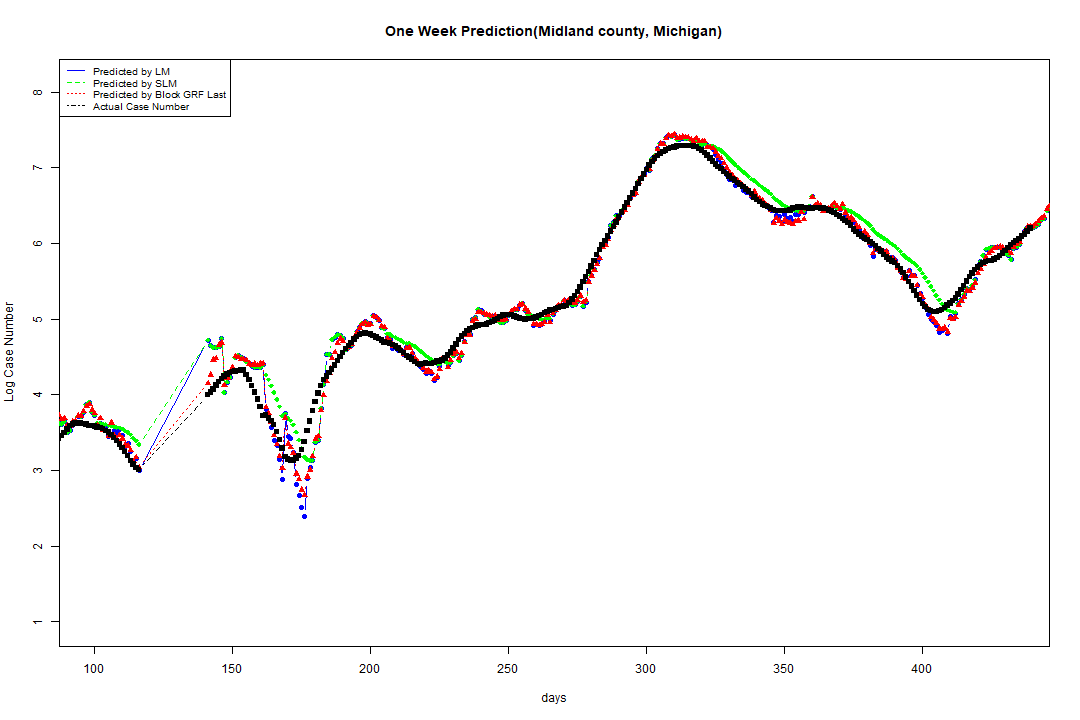 One Week Prediction(Midland county, Michigan)
Predicted by LM
Predicted by SLM
Predicted by Block GRF Last
Actual Case Number
8
7
6
5
4
3
2
1
Log Case Number
100 150 200 250 300 350 400
days